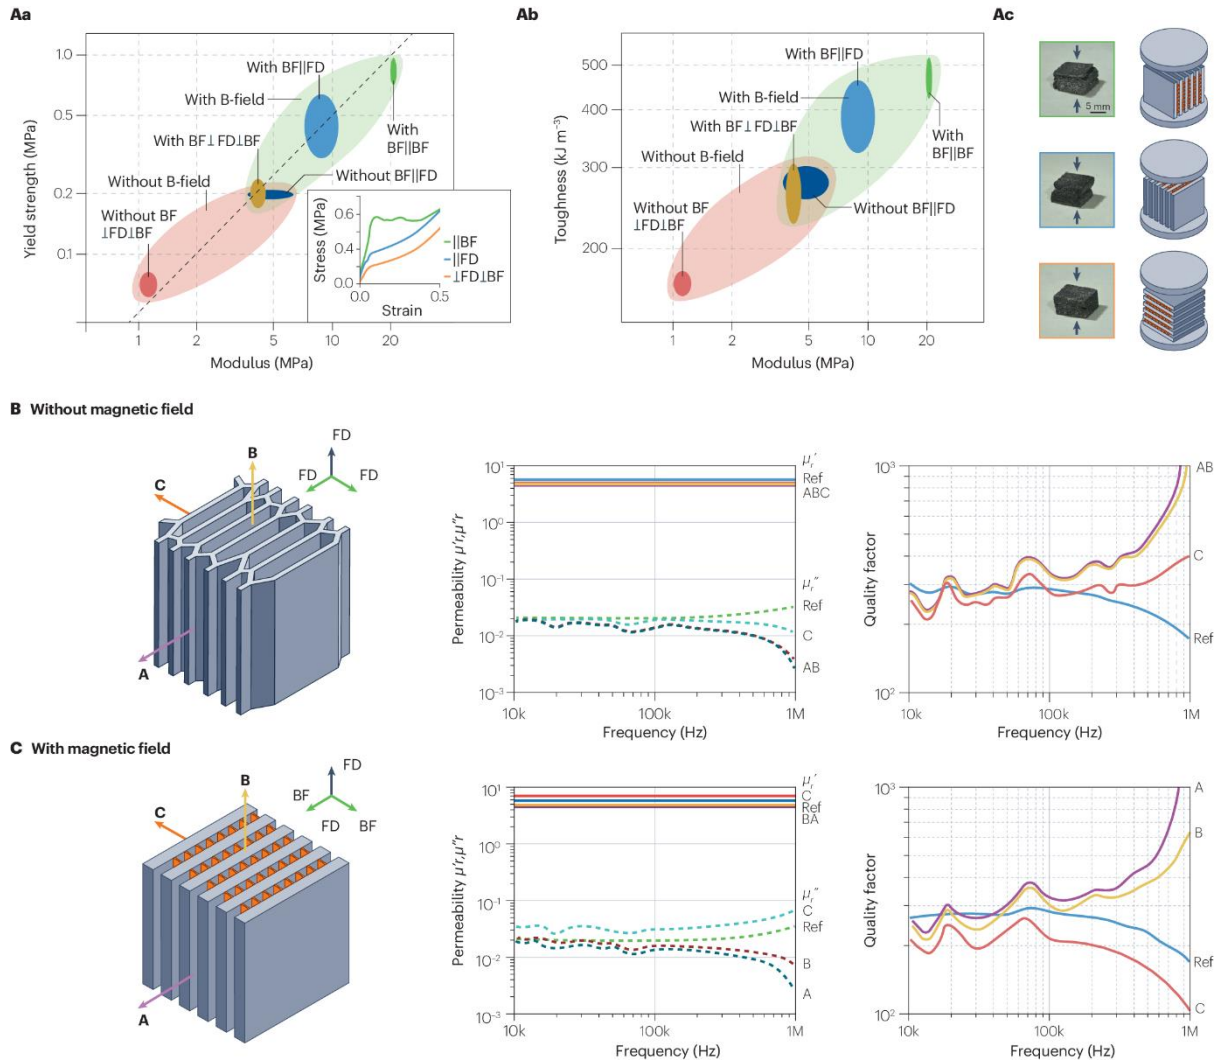 Aa
Yield strength (MPa)
1.0
0.5
0.2
0.1
With BF||FD
With B-field
With BF⊥FD⊥BF
With
BF||BF
Without B-field
Without BF||FD
Without BF
⊥FD⊥BF
Stress (MPa)
0.6
0.4
0.2
0.0
0.0
0.5
Strain
||BF
||FD
⊥FD⊥BF
1
2
5
10
20
Modulus (MPa)
Ab
Toughness (kJ m⁻³)
500
400
300
200
With BF||FD
With B-field
With BF⊥FD⊥BF
With
BF||BF
Without B-field
Without BF||FD
Without BF
⊥FD⊥BF
1
2
5
10
20
Modulus (MPa)
Ac
5 mm
B Without magnetic field
B
C
A
FD
FD
FD
Permeability μ′r,μ″r
10¹
10⁰
10⁻¹
10⁻²
10⁻³
μr′
Ref
ABC
μr″
Ref
C
AB
10k
100k
1M
Frequency (Hz)
Quality factor
10³
10²
AB
C
Ref
10k
100k
1M
Frequency (Hz)
C With magnetic field
B
C
A
FD
BF
FD
BF
Permeability μ′r,μ″r
10¹
10⁰
10⁻¹
10⁻²
10⁻³
μr′
C
Ref
BA
μr″
C
Ref
B
A
10k
100k
1M
Frequency (Hz)
Quality factor
10³
10²
A
B
Ref
C
10k
100k
1M
Frequency (Hz)